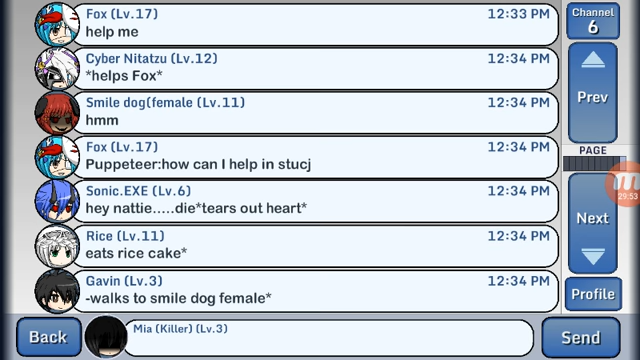 Fox (Lv.17) 12:33 PM
help me
Cyber Nitatzu (Lv.12) 12:34 PM
*helps Fox*
Smile dog(female (Lv.11) 12:34 PM
hmm
Fox (Lv.17) 12:34 PM
Puppeteer:how can I help in stucj
Sonic.EXE (Lv.6) 12:34 PM
hey nattie.....die*tears out heart*
Rice (Lv.11) 12:34 PM
eats rice cake*
Gavin (Lv.3) 12:34 PM
-walks to smile dog female*
Mia (Killer) (Lv.3)
Back
Send
Channel
6
Prev
PAGE
29:53
Next
Profile